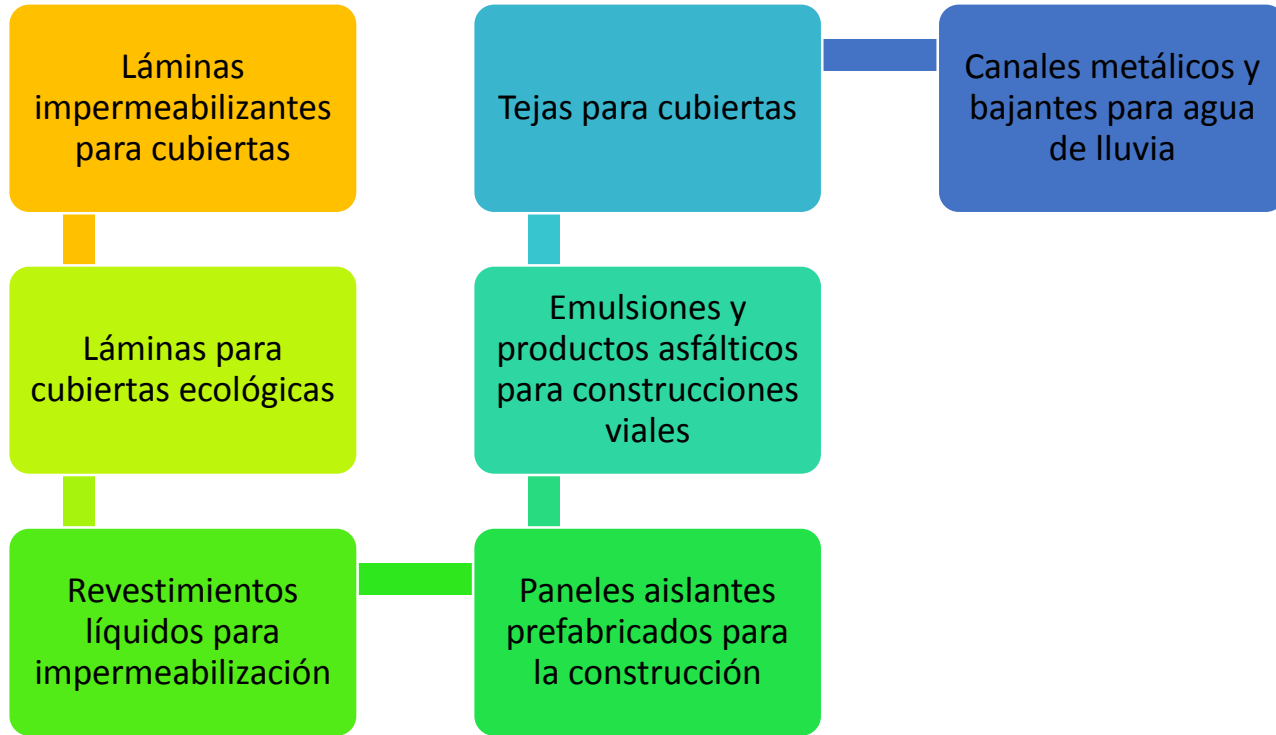 Láminas
impermeabilizantes
para cubiertas
Láminas para
cubiertas ecológicas
Revestimientos
líquidos para
impermeabilización
Paneles aislantes
prefabricados para
la construcción
Emulsiones y
productos asfálticos
para construcciones
viales
Tejas para cubiertas
Canales metálicos y
bajantes para agua
de lluvia